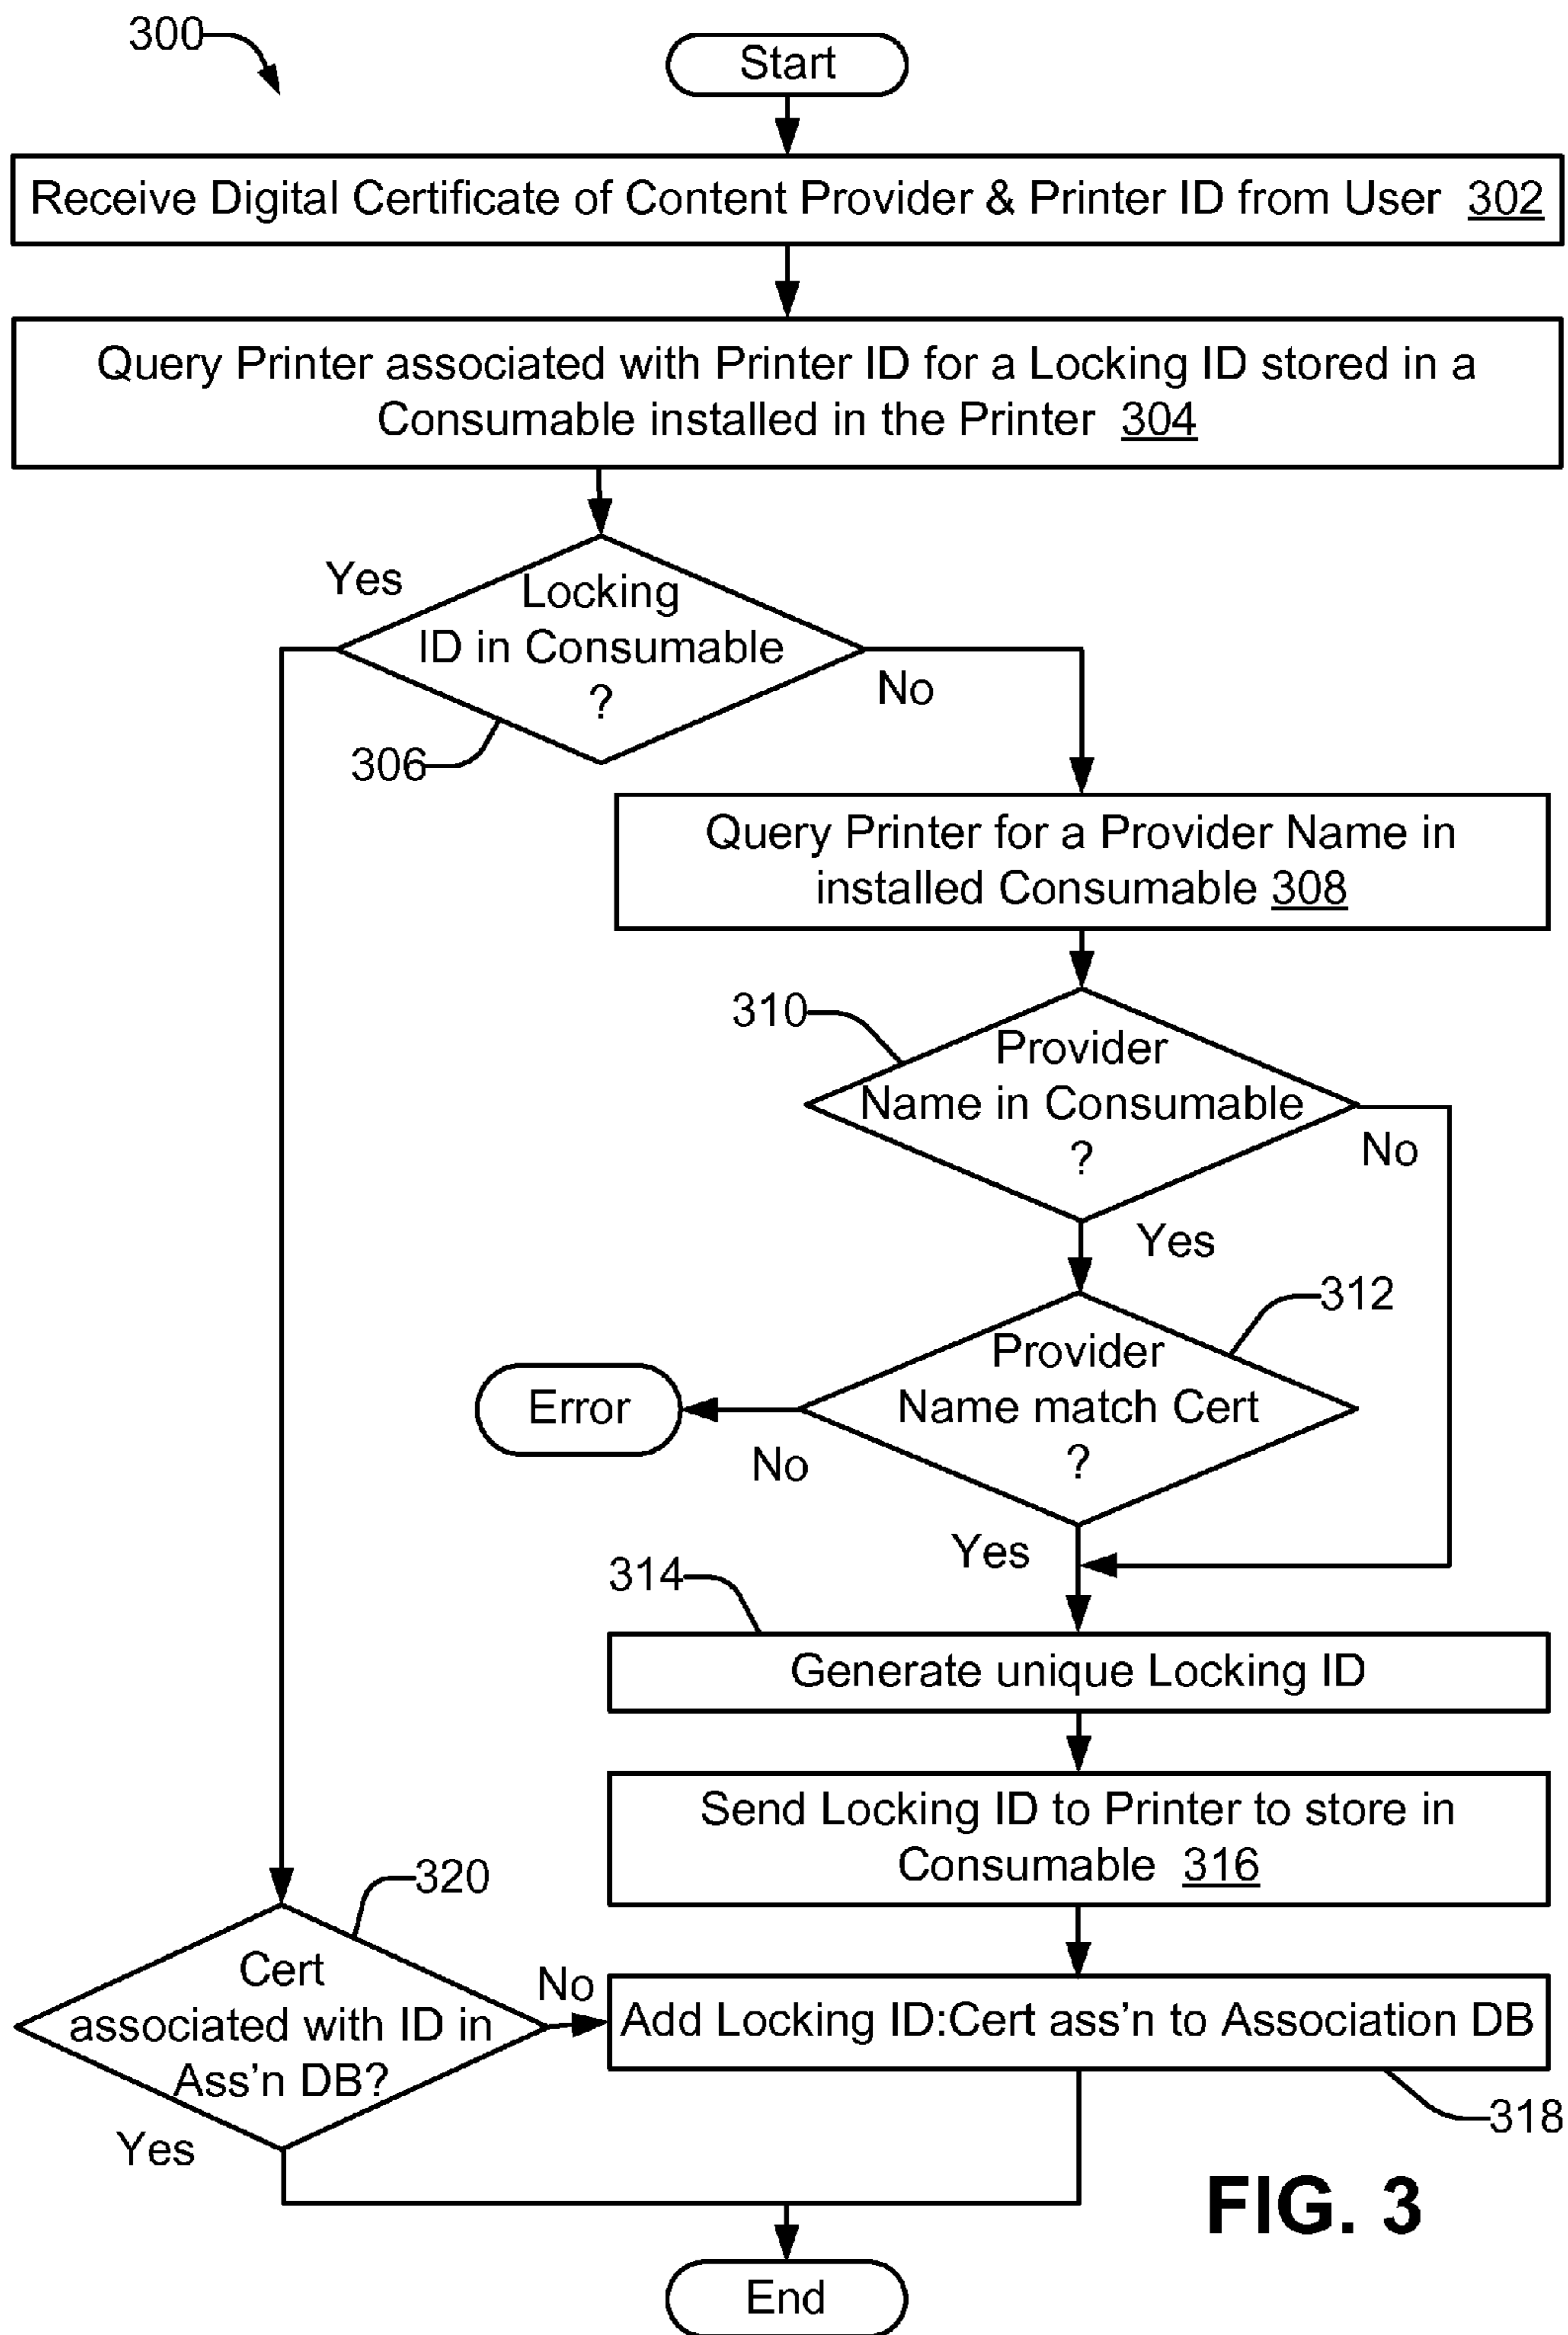 300
Start
Receive Digital Certificate of Content Provider & Printer ID from User 302
Query Printer associated with Printer ID for a Locking ID stored in a
Consumable installed in the Printer 304
Yes
Locking
ID in Consumable
?
No
306
Query Printer for a Provider Name in
installed Consumable 308
310
Provider
Name in Consumable
?
No
Yes
312
Provider
Name match Cert
?
Error
No
Yes
314
Generate unique Locking ID
Send Locking ID to Printer to store in
Consumable 316
320
Cert
associated with ID in
Ass'n DB?
No
Add Locking ID:Cert ass'n to Association DB
Yes
318
FIG. 3
End